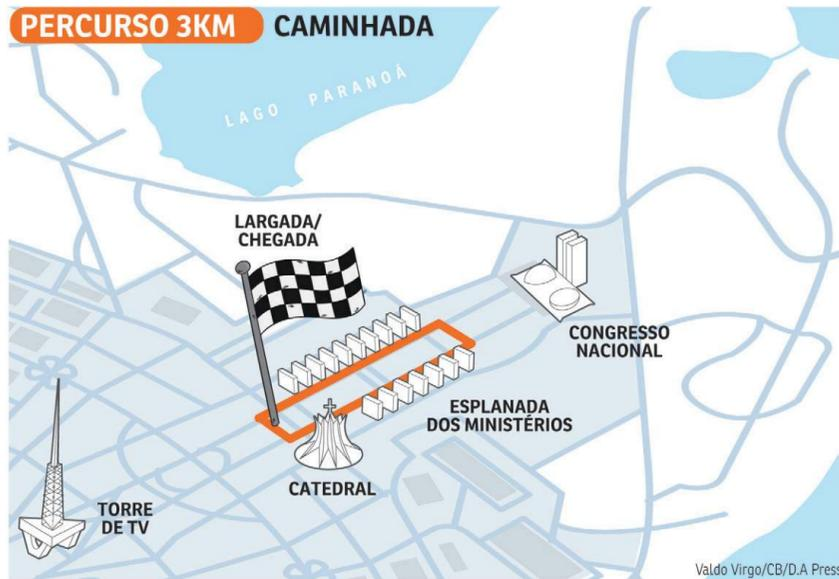 PERCURSO 3KM CAMINHADA
LAGO PARANOÁ
LARGADA/
CHEGADA
CONGRESSO
NACIONAL
ESPLANADA
DOS MINISTÉRIOS
CATEDRAL
TORRE
DE TV
Valdo Virgo/CB/D.A Press